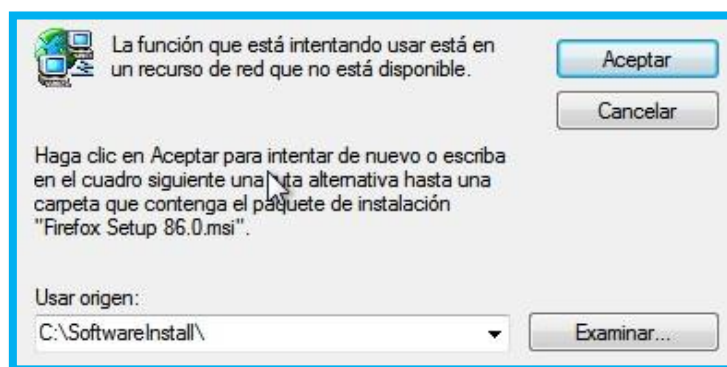 La función que está intentando usar está en
un recurso de red que no está disponible.
Aceptar
Cancelar
Haga clic en Aceptar para intentar de nuevo o escriba
en el cuadro siguiente una ruta alternativa hasta una
carpeta que contenga el paquete de instalación
"Firefox Setup 86.0.msi".
Usar origen:
C:\SoftwareInstall\
Examinar...